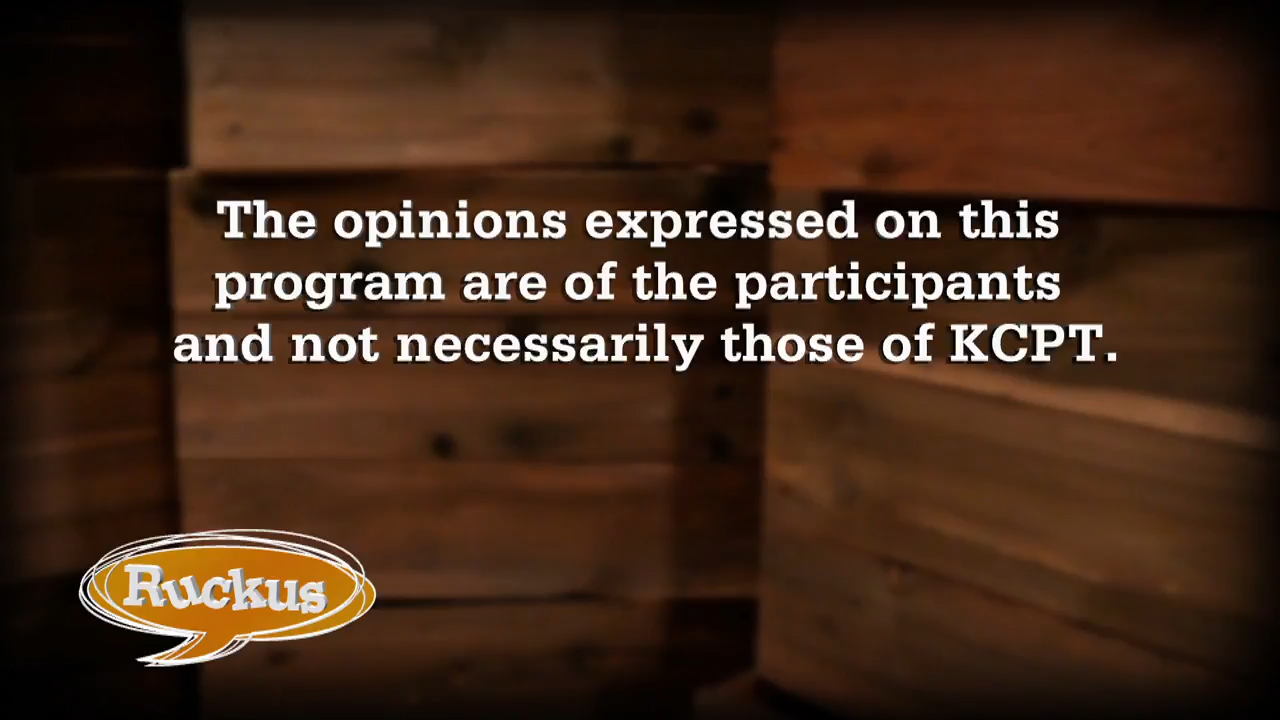 The opinions expressed on this
program are of the participants
and not necessarily those of KCPT.
Ruckus